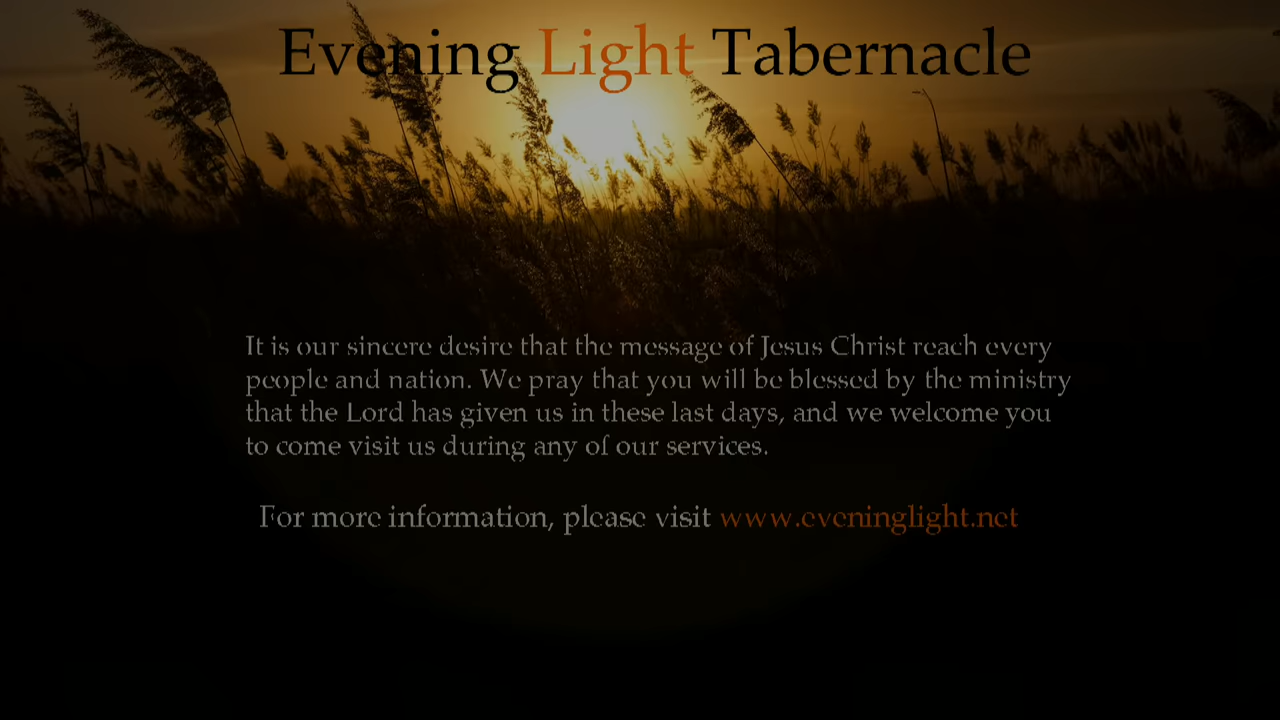 Evening Light Tabernacle
It is our sincere desire that the message of Jesus Christ reach every
people and nation. We pray that you will be blessed by the ministry
that the Lord has given us in these last days, and we welcome you
to come visit us during any of our services.
For more information, please visit www.eveninglight.net